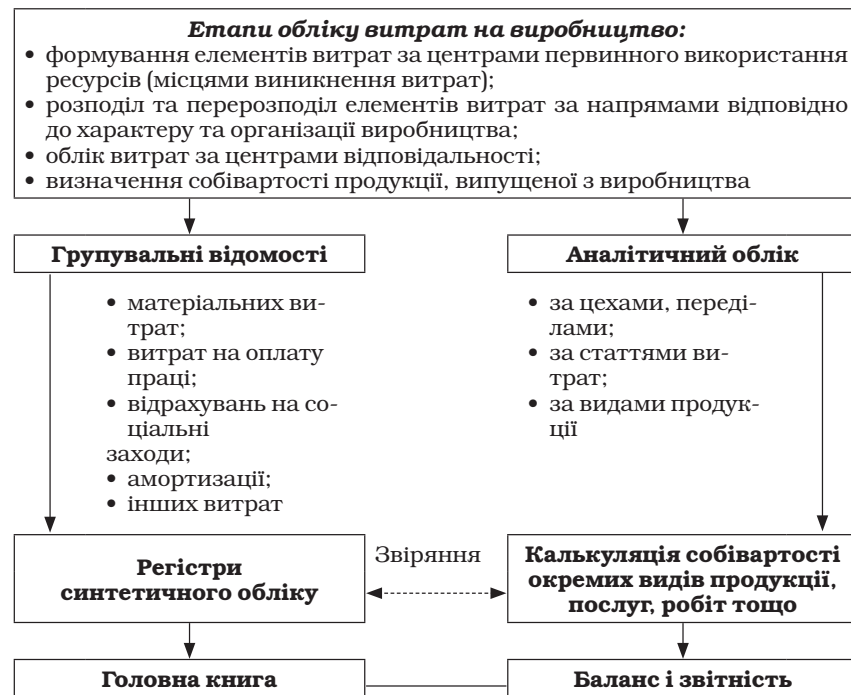 Етапи обліку витрат на виробництво:
• формування елементів витрат за центрами первинного використання
ресурсів (місцями виникнення витрат);
• розподіл та перерозподіл елементів витрат за напрямами відповідно
до характеру та організації виробництва;
• облік витрат за центрами відповідальності;
• визначення собівартості продукції, випущеної з виробництва
Групувальні відомості
• матеріальних ви-
трат;
• витрат на оплату
праці;
• відрахувань на со-
ціальні
заходи;
• амортизації;
• інших витрат
Аналітичний облік
• за цехами, переді-
лами;
• за статтями ви-
трат;
• за видами продук-
ції
Регістри
синтетичного обліку
Звіряння
Калькуляція собівартості
окремих видів продукції,
послуг, робіт тощо
Головна книга
Баланс і звітність